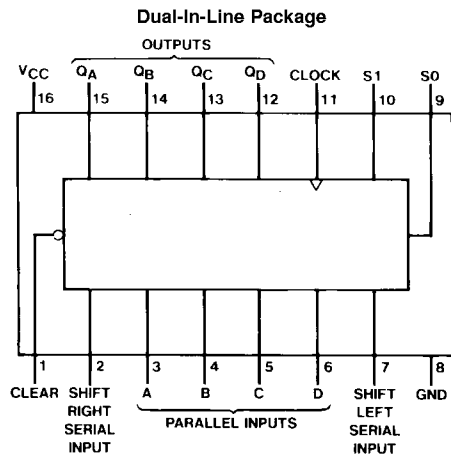 Dual-In-Line Package
OUTPUTS
VCC QA QB QC QD CLOCK S1 S0
16 15 14 13 12 11 10 9
1 2 3 4 5 6 7 8
CLEAR SHIFT RIGHT SERIAL INPUT A B C D SHIFT LEFT SERIAL INPUT GND
PARALLEL INPUTS